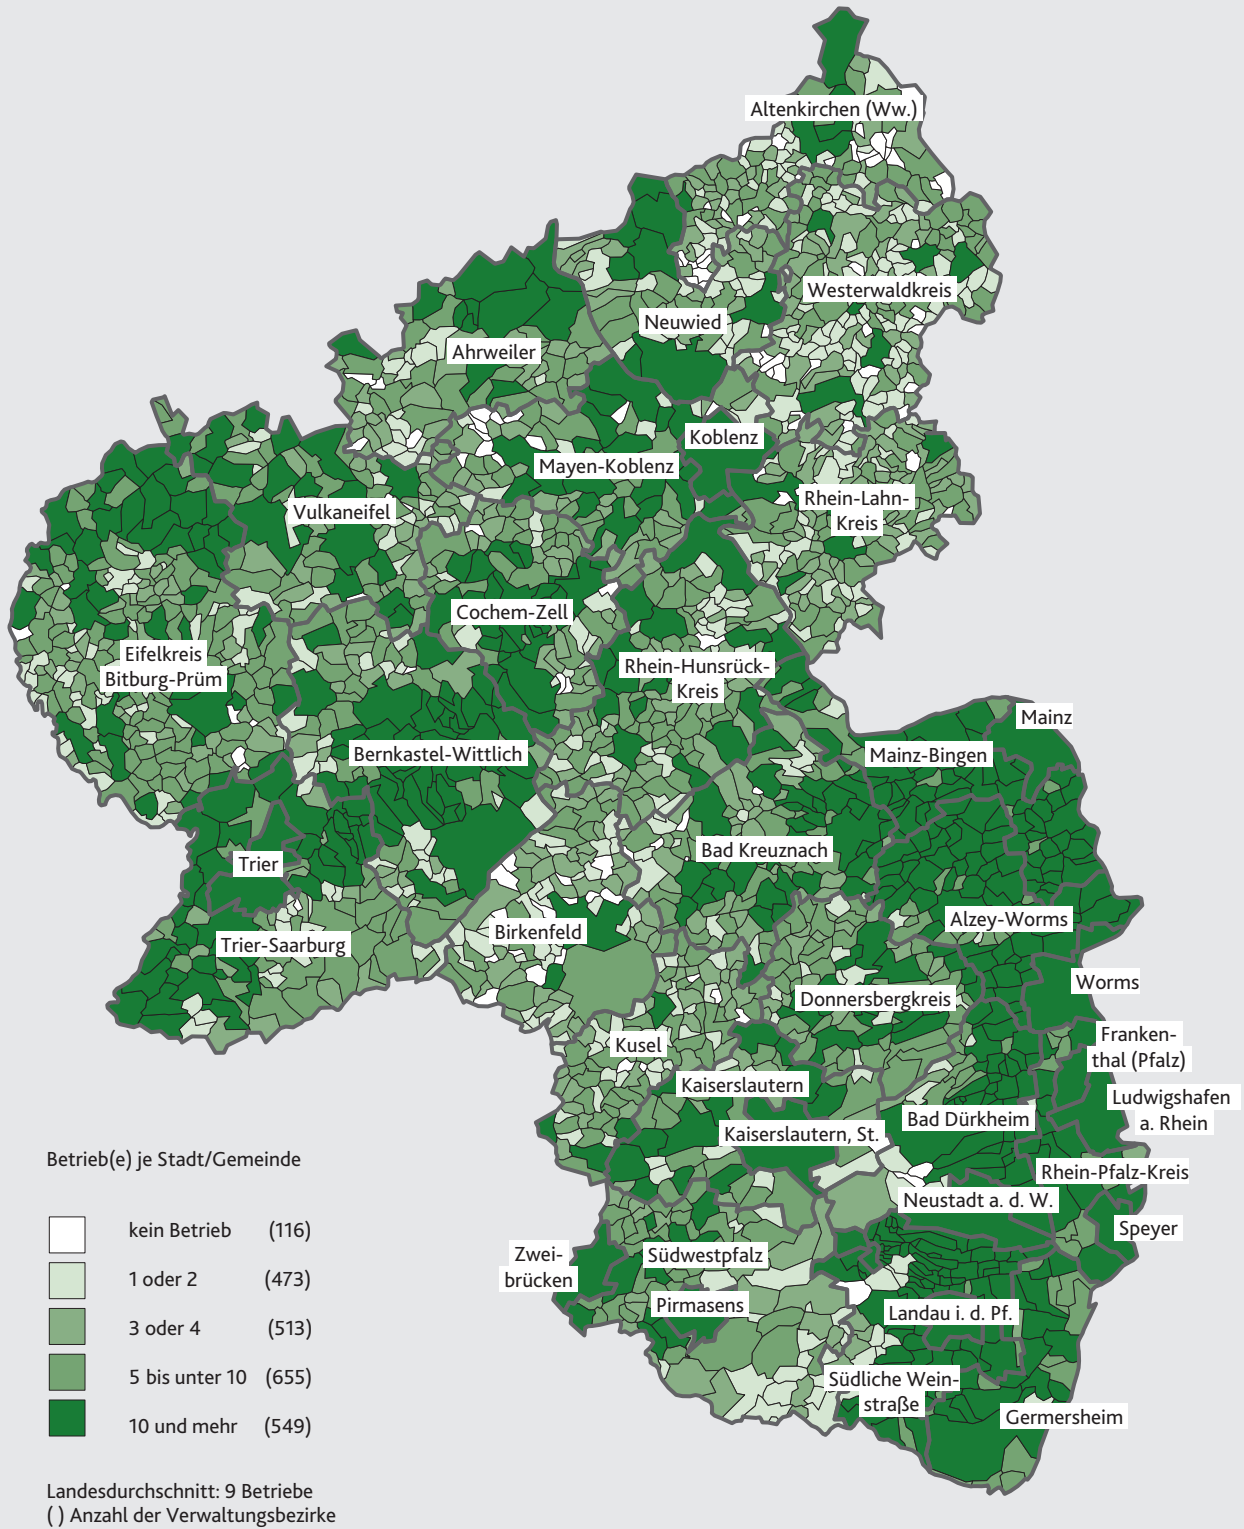 Altenkirchen (Ww.)
Westerwaldkreis
Neuwied
Ahrweiler
Koblenz
Mayen-Koblenz
Rhein-Lahn-
Kreis
Vulkaneifel
Cochem-Zell
Eifelkreis
Bitburg-Prüm
Rhein-Hunsrück-
Kreis
Mainz
Mainz-Bingen
Bernkastel-Wittlich
Bad Kreuznach
Trier
Alzey-Worms
Birkenfeld
Trier-Saarburg
Worms
Donnersbergkreis
Franken-
thal (Pfalz)
Kusel
Kaiserslautern
Ludwigshafen
a. Rhein
Bad Dürkheim
Kaiserslautern, St.
Rhein-Pfalz-Kreis
Neustadt a. d. W.
Speyer
Zwei-
brücken
Südwestpfalz
Pirmasens
Landau i. d. Pf.
Südliche Wein-
straße
Germersheim
Betrieb(e) je Stadt/Gemeinde
kein Betrieb (116)
1 oder 2 (473)
3 oder 4 (513)
5 bis unter 10 (655)
10 und mehr (549)
Landesdurchschnitt: 9 Betriebe
( ) Anzahl der Verwaltungsbezirke